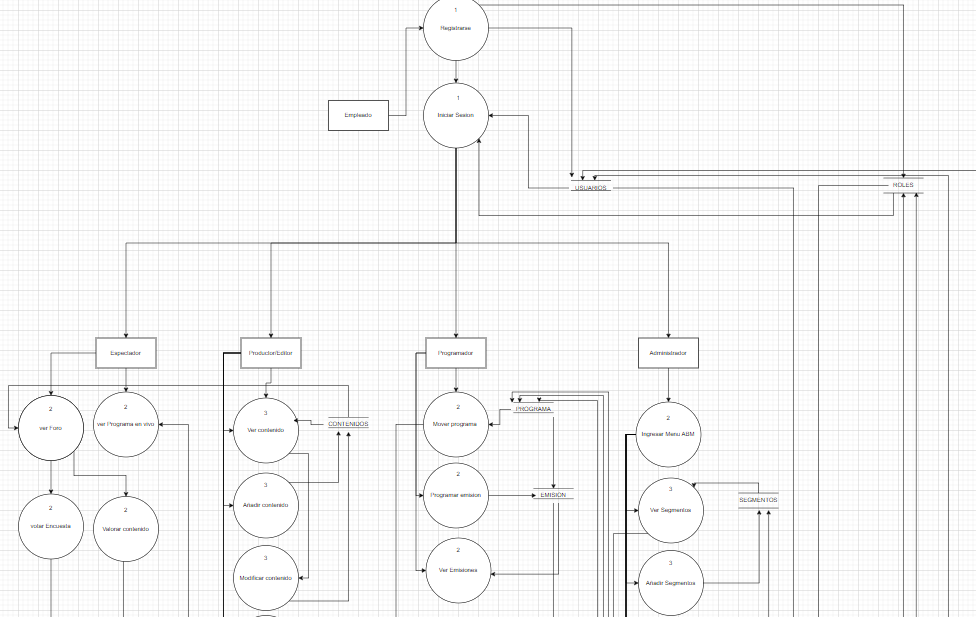 1
Registrarse
1
Iniciar Sesion
Empleado
USUARIOS
ROLES
Espectador
Productor/Editor
Programador
Administrador
2
ver Foro
2
ver Programa en vivo
3
Ver contenido
CONTENIDOS
2
Mover programa
PROGRAMA
2
Ingresar Menu ABM
2
votar Encuesta
2
Valorar contenido
3
Añadir contenido
2
Programar emision
EMISION
3
Ver Segmentos
SEGMENTOS
3
Modificar contenido
2
Ver Emisiones
3
Añadir Segmentos